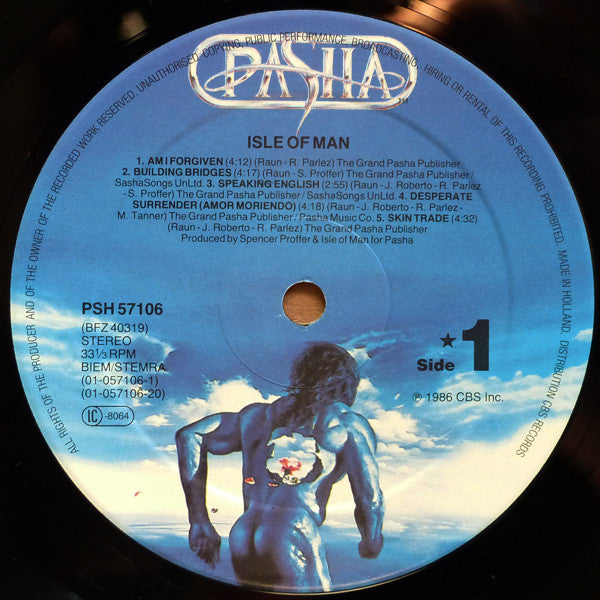 PASHA
TM
ISLE OF MAN
1. AM I FORGIVEN (4:12) (Raun - R. Parlez) The Grand Pasha Publisher
2. BUILDING BRIDGES (4:17) (Raun - S. Proffer) The Grand Pasha Publisher/
SashaSongs UnLtd. 3. SPEAKING ENGLISH (2:55) (Raun - J. Roberto - R. Parlez
- S. Proffer) The Grand Pasha Publisher/SashaSongs UnLtd. 4. DESPERATE
SURRENDER (AMOR MORIENDO) (4:18) (Raun - J. Roberto - R. Parlez -
M. Tanner) The Grand Pasha Publisher/Pasha Music Co. 5. SKIN TRADE (4:32)
(Raun - J. Roberto - R. Parlez) The Grand Pasha Publisher
Produced by Spencer Proffer & Isle of Man for Pasha
PSH 57106
(BFZ 40319)
STEREO
33⅓ RPM
BIEM/STEMRA
(01-057106-1)
(01-057106-20)
LC -8064
★1
Side
℗ 1986 CBS Inc.
ALL RIGHTS OF THE PRODUCER AND OF THE OWNER OF THE RECORDED WORK RESERVED. UNAUTHORISED COPYING, PUBLIC PERFORMANCE, BROADCASTING, HIRING OR RENTAL OF THIS RECORDING PROHIBITED. MADE IN HOLLAND. DISTRIBUTION CBS RECORDS